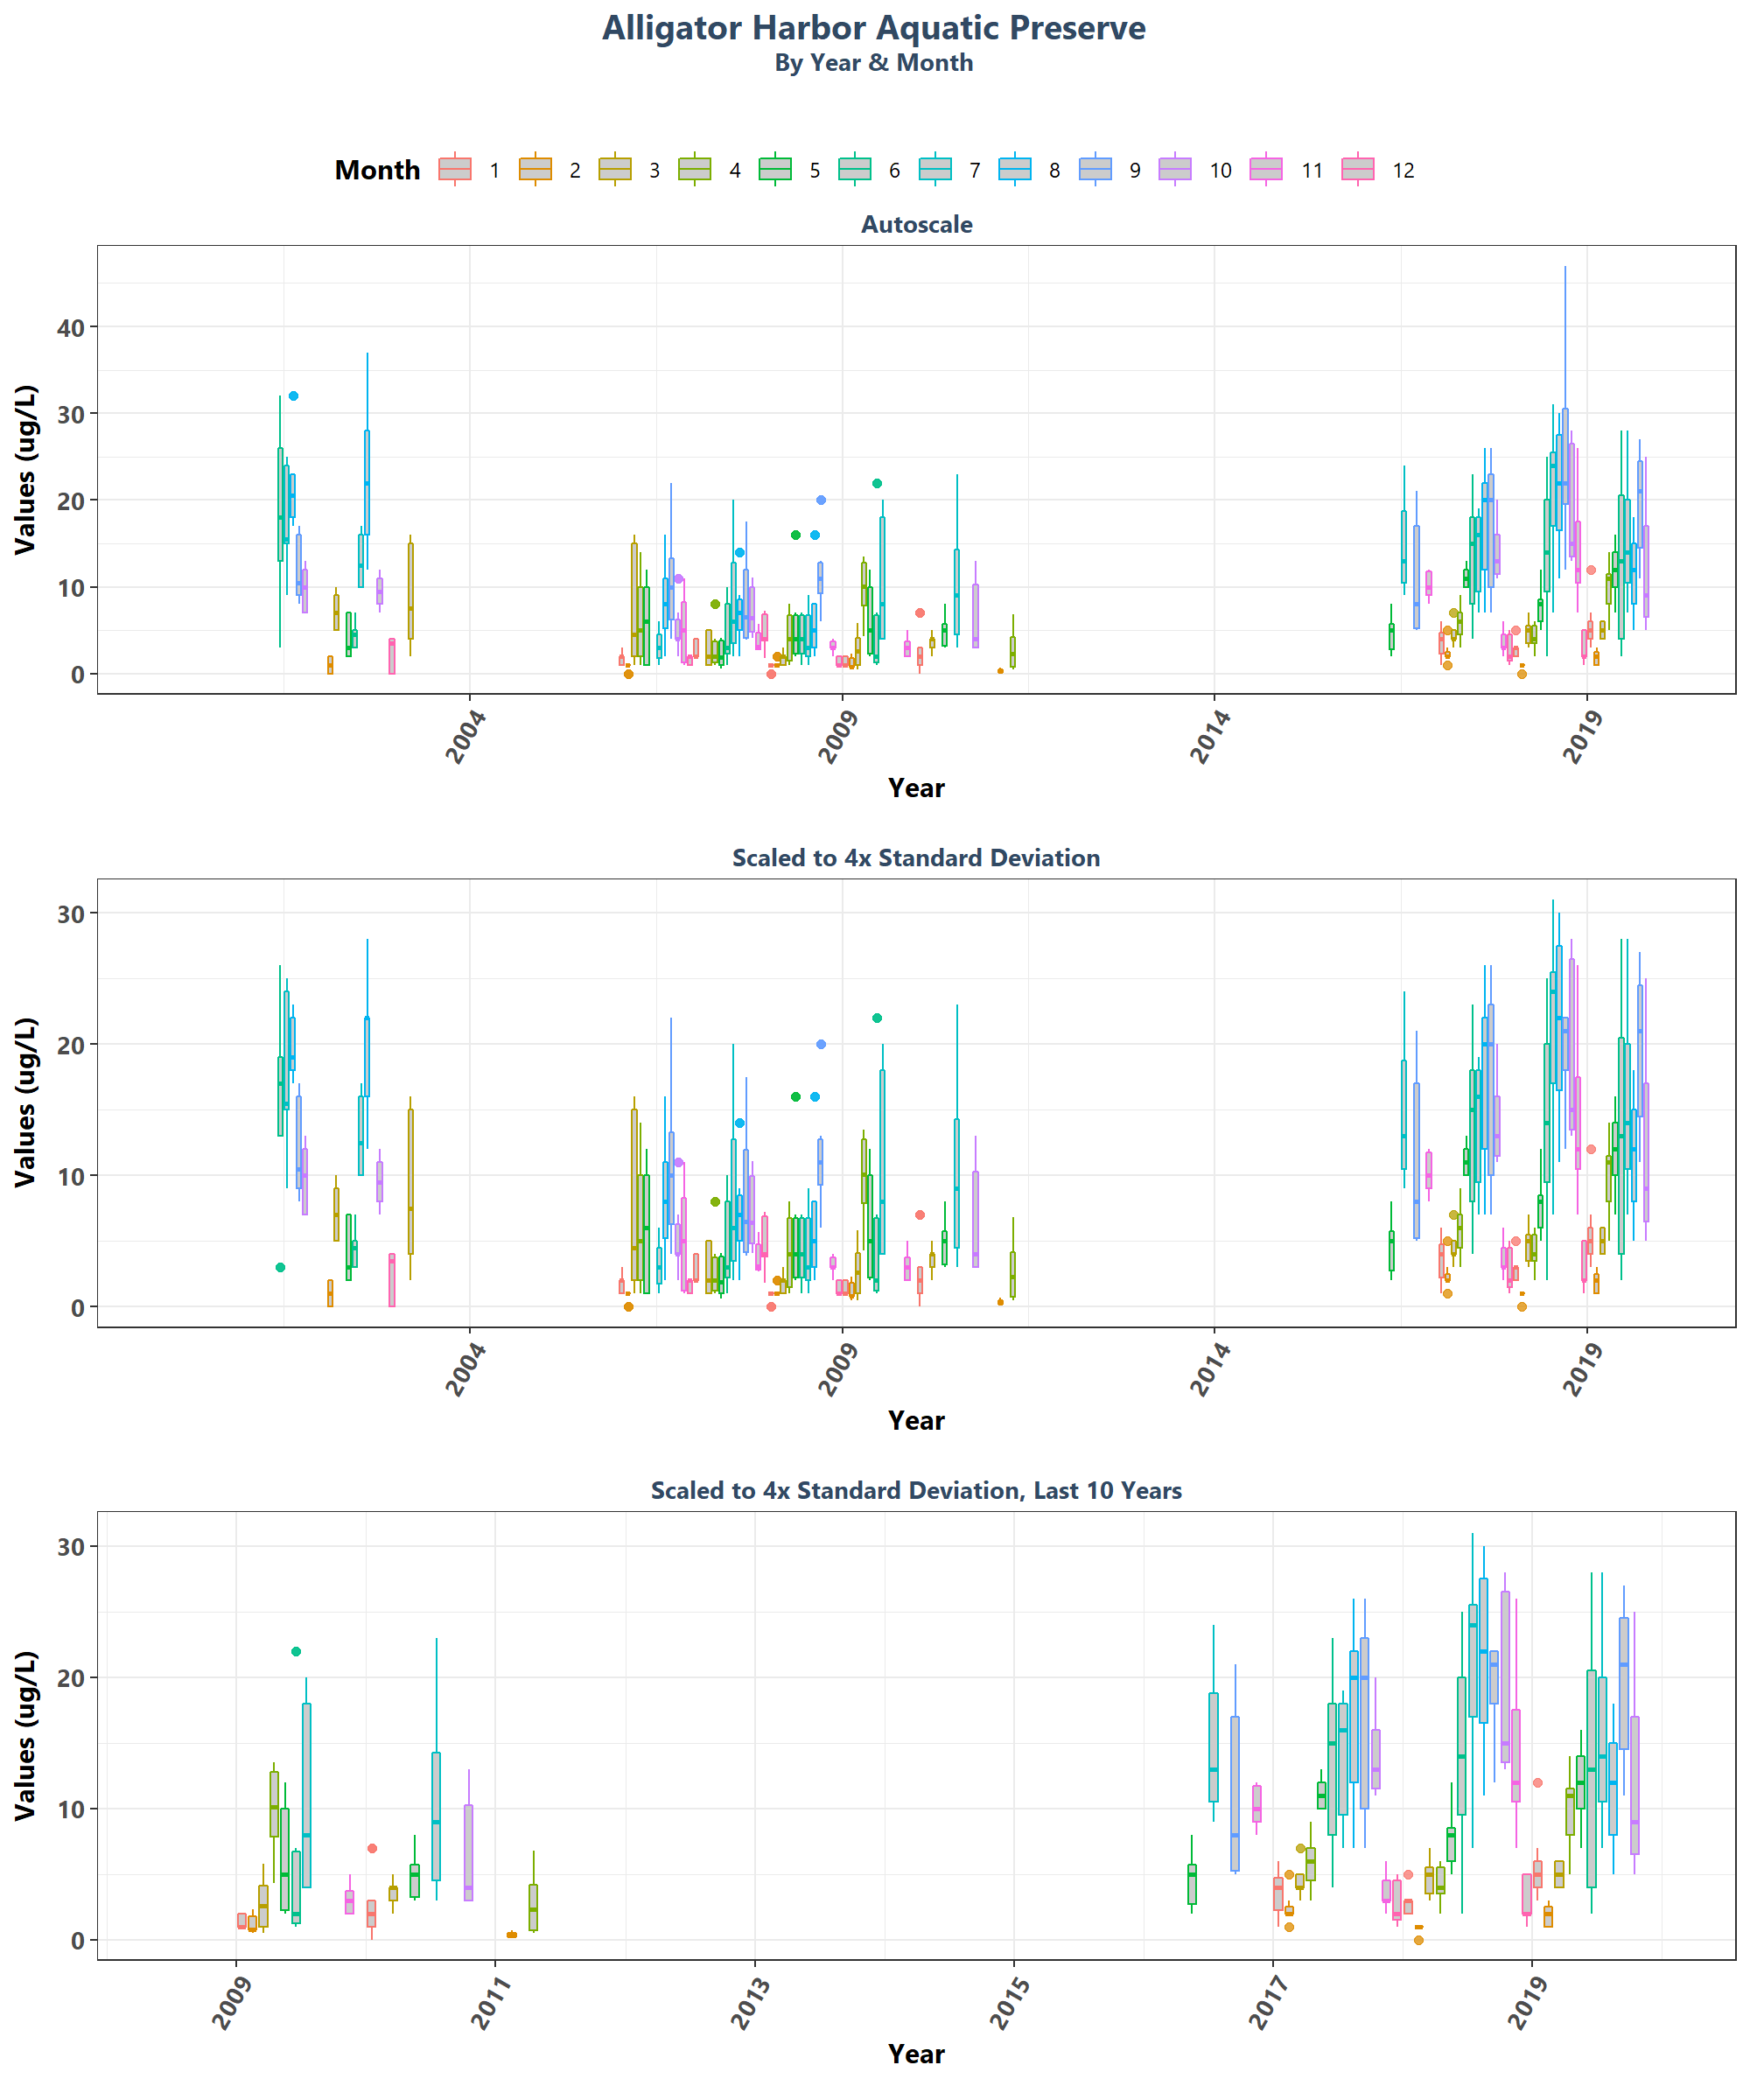 Alligator Harbor Aquatic Preserve
By Year & Month
Month 1 2 3 4 5 6 7 8 9 10 11 12
Autoscale
Values (ug/L)
40
30
20
10
0
2004 2009 2014 2019
Year
Scaled to 4x Standard Deviation
Values (ug/L)
30
20
10
0
2004 2009 2014 2019
Year
Scaled to 4x Standard Deviation, Last 10 Years
Values (ug/L)
30
20
10
0
2009 2011 2013 2015 2017 2019
Year